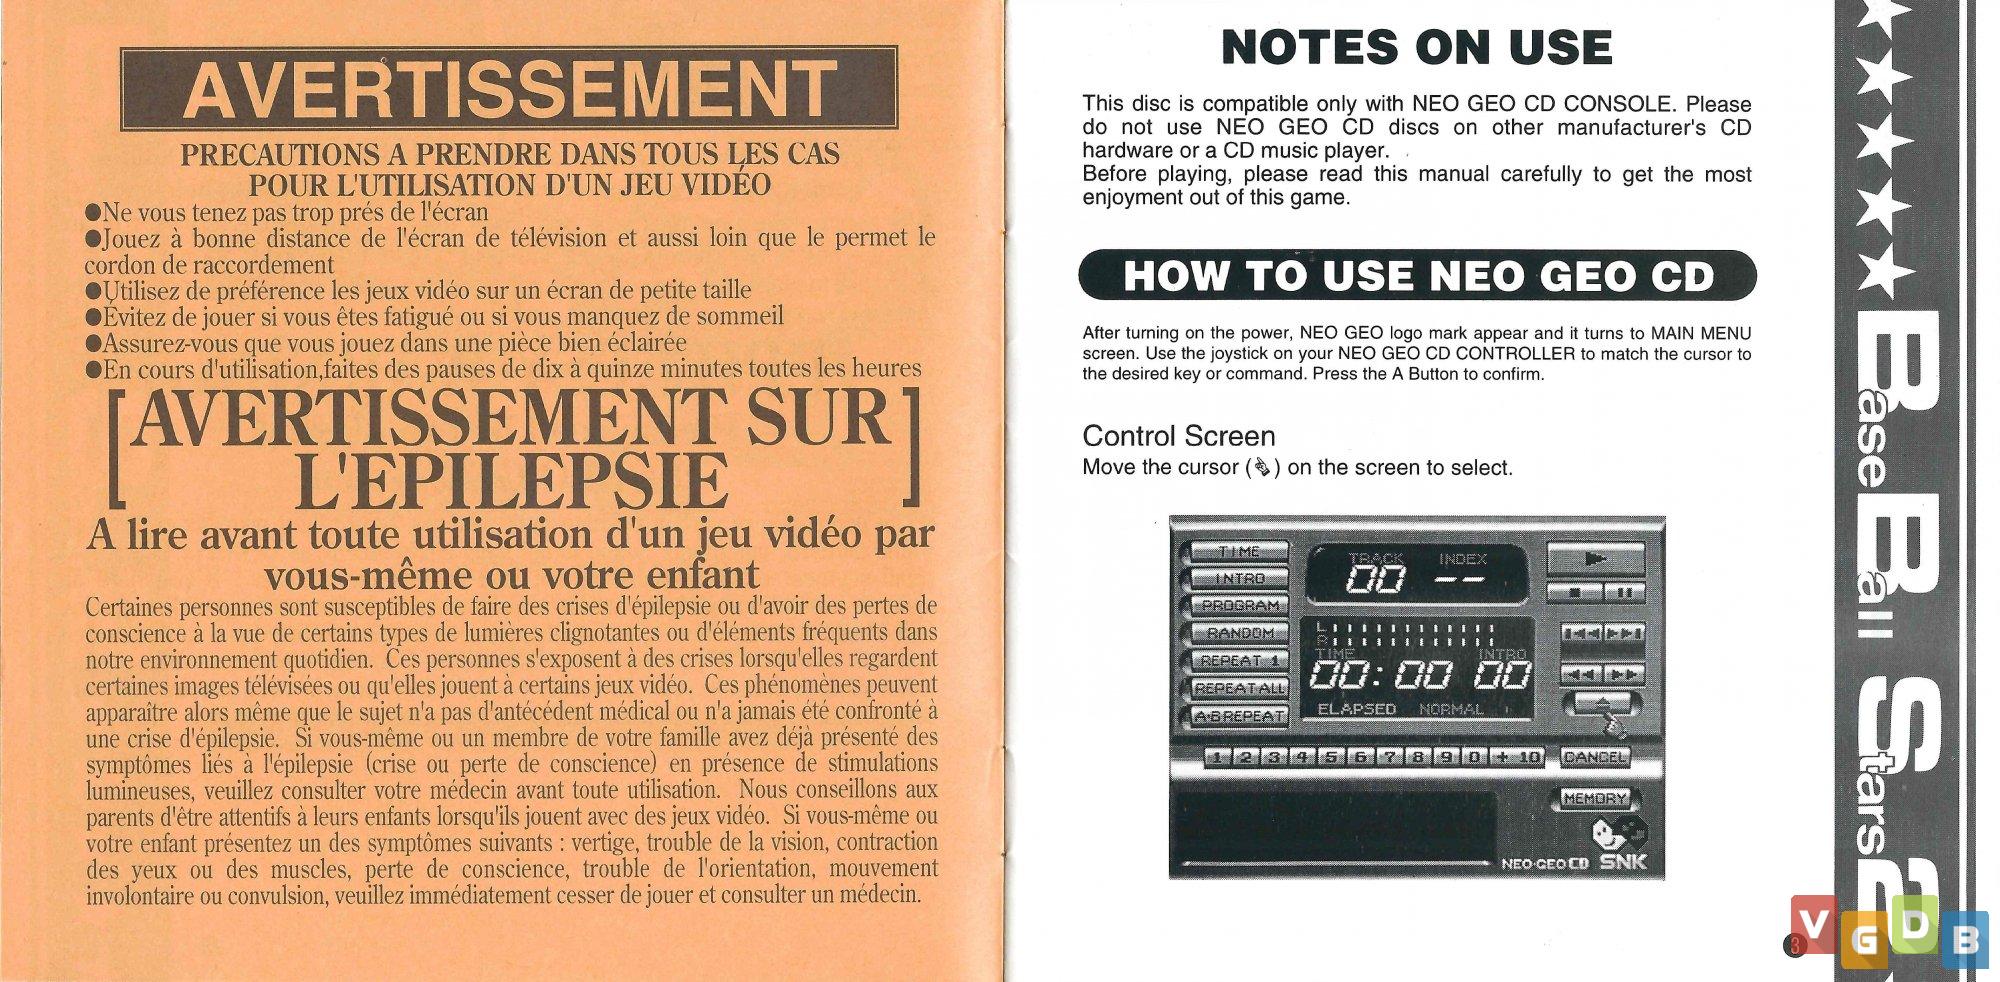 AVERTISSEMENT
PRECAUTIONS A PRENDRE DANS TOUS LES CAS
POUR L'UTILISATION D'UN JEU VIDÉO
●Ne vous tenez pas trop prés de l'écran
●Jouez à bonne distance de l'écran de télévision et aussi loin que le permet le
cordon de raccordement
●Utilisez de préférence les jeux vidéo sur un écran de petite taille
●Evitez de jouer si vous êtes fatigué ou si vous manquez de sommeil
●Assurez-vous que vous jouez dans une pièce bien éclairée
●En cours d'utilisation,faites des pauses de dix à quinze minutes toutes les heures
[AVERTISSEMENT SUR
L'EPILEPSIE]
A lire avant toute utilisation d'un jeu vidéo par
vous-même ou votre enfant
Certaines personnes sont susceptibles de faire des crises d'épilepsie ou d'avoir des pertes de
conscience à la vue de certains types de lumières clignotantes ou d'éléments fréquents dans
notre environnement quotidien. Ces personnes s'exposent à des crises lorsqu'elles regardent
certaines images télévisées ou qu'elles jouent à certains jeux vidéo. Ces phénomènes peuvent
apparaître alors même que le sujet n'a pas d'antécédent médical ou n'a jamais été confronté à
une crise d'épilepsie. Si vous-même ou un membre de votre famille avez déjà présenté des
symptômes liés à l'épilepsie (crise ou perte de conscience) en présence de stimulations
lumineuses, veuillez consulter votre médecin avant toute utilisation. Nous conseillons aux
parents d'être attentifs à leurs enfants lorsqu'ils jouent avec des jeux vidéo. Si vous-même ou
votre enfant présentez un des symptômes suivants : vertige, trouble de la vision, contraction
des yeux ou des muscles, perte de conscience, trouble de l'orientation, mouvement
involontaire ou convulsion, veuillez immédiatement cesser de jouer et consulter un médecin.
NOTES ON USE
This disc is compatible only with NEO GEO CD CONSOLE. Please
do not use NEO GEO CD discs on other manufacturer's CD
hardware or a CD music player.
Before playing, please read this manual carefully to get the most
enjoyment out of this game.
HOW TO USE NEO GEO CD
After turning on the power, NEO GEO logo mark appear and it turns to MAIN MENU
screen. Use the joystick on your NEO GEO CD CONTROLLER to match the cursor to
the desired key or command. Press the A Button to confirm.
Control Screen
Move the cursor ( ) on the screen to select.
TIME
INTRO
PROGRAM
RANDOM
REPEAT 1
REPEAT ALL
A-B REPEAT
TRACK INDEX
00 --
L
R
TIME INTRO
00:00 00
ELAPSED NORMAL
1 2 3 4 5 6 7 8 9 0 + 10 CANCEL
MEMORY
NEO·GEO CD SNK
Base Ball Stars 2
3
VGDB